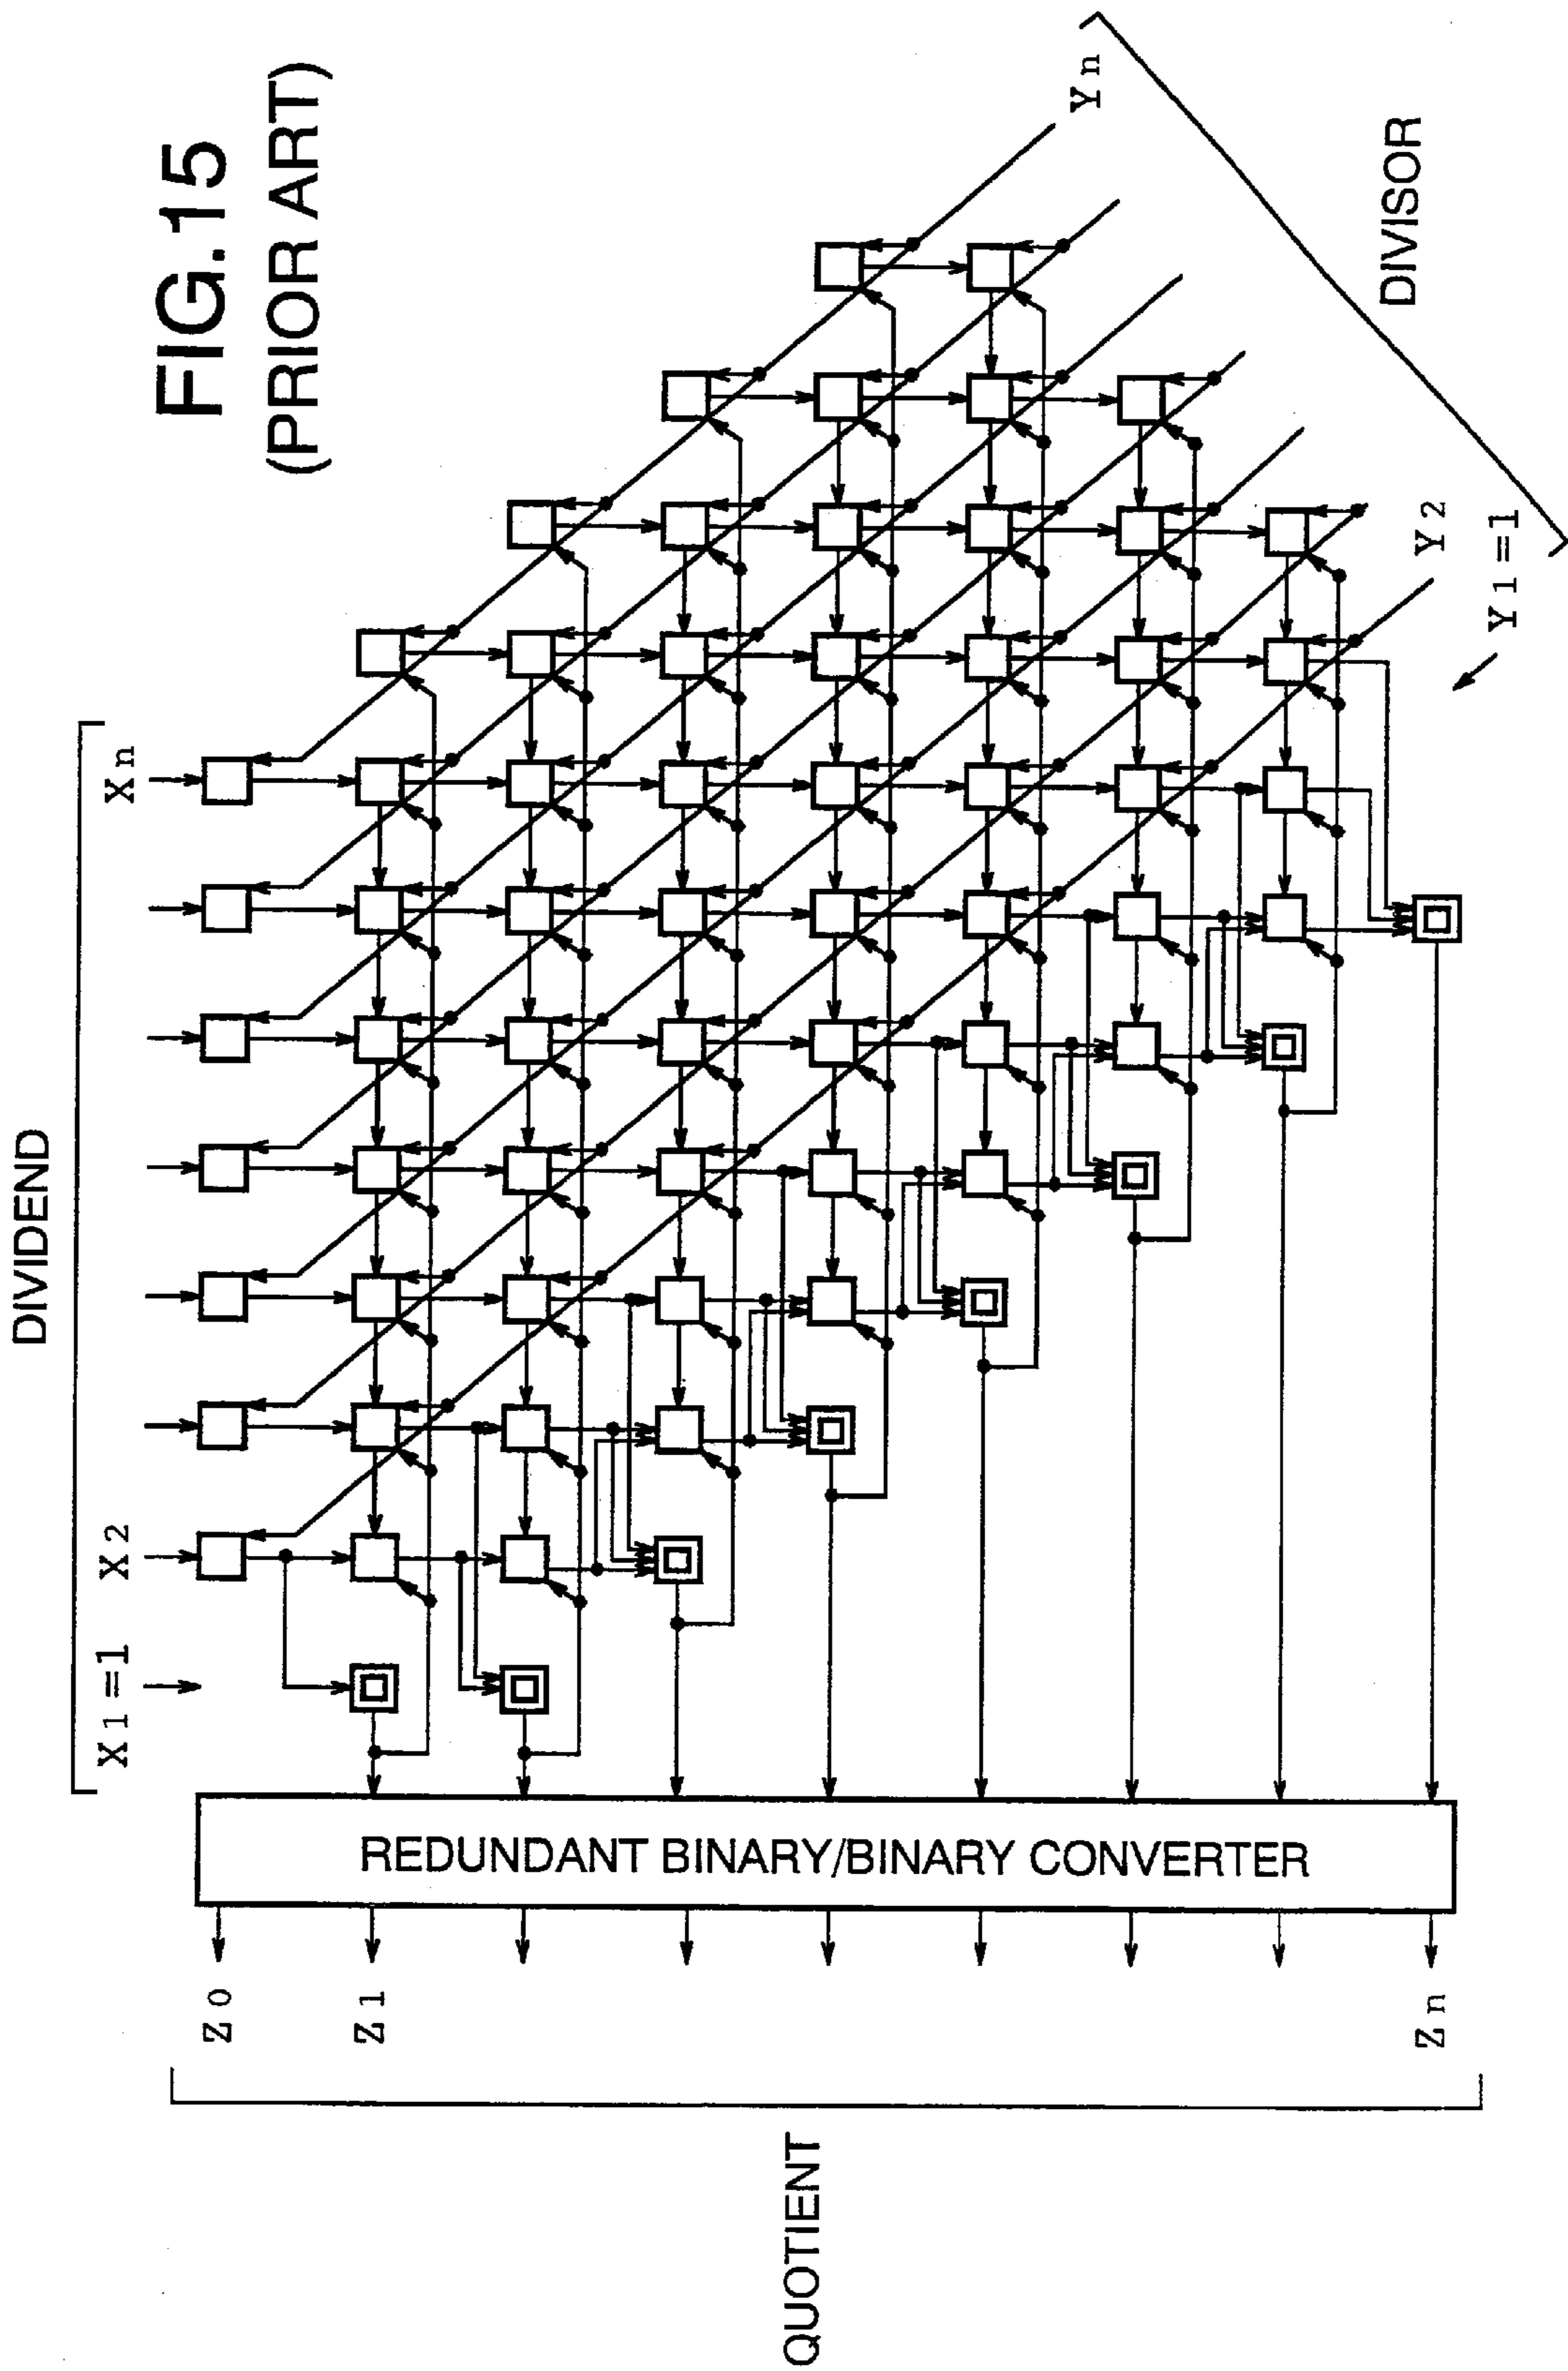 FIG.15
(PRIOR ART)
DIVIDEND
X1=1
X2
Xn
Yn
DIVISOR
Y2
Y1=1
REDUNDANT BINARY/BINARY CONVERTER
Z0
Z1
Zn
QUOTIENT